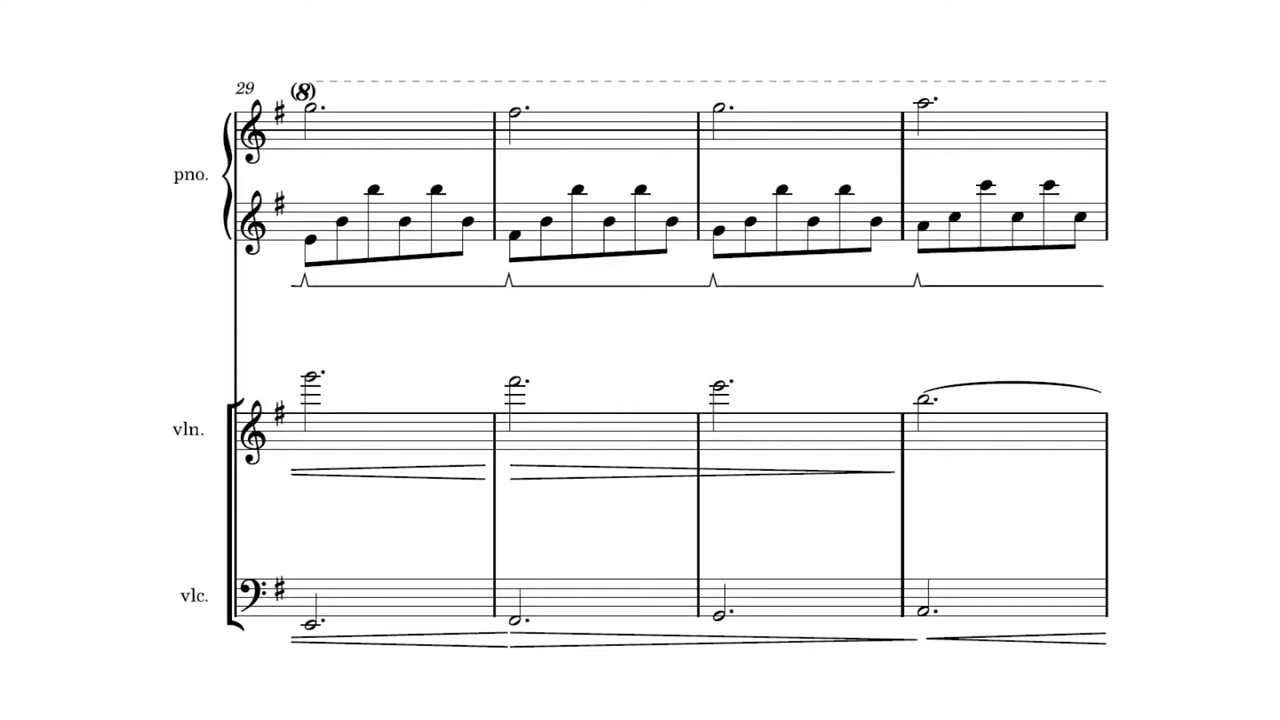 29
(8)
pno.
vln.
vlc.